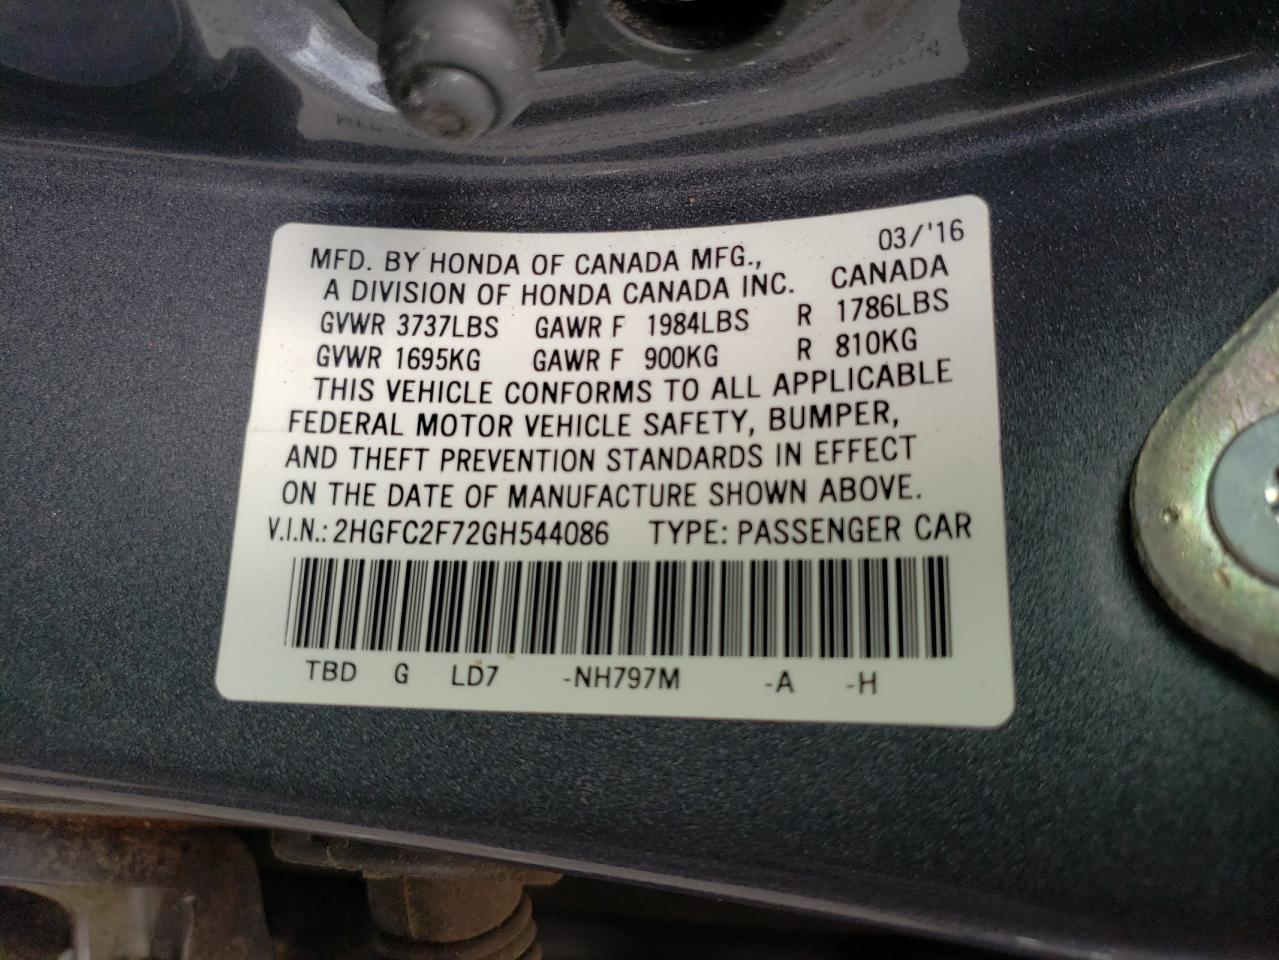 MFD. BY HONDA OF CANADA MFG., 03/'16
A DIVISION OF HONDA CANADA INC. CANADA
GVWR 3737LBS GAWR F 1984LBS R 1786LBS
GVWR 1695KG GAWR F 900KG R 810KG
THIS VEHICLE CONFORMS TO ALL APPLICABLE
FEDERAL MOTOR VEHICLE SAFETY, BUMPER,
AND THEFT PREVENTION STANDARDS IN EFFECT
ON THE DATE OF MANUFACTURE SHOWN ABOVE.
V.I.N.: 2HGFC2F72GH544086 TYPE: PASSENGER CAR
TBD G LD7 -NH797M -A -H